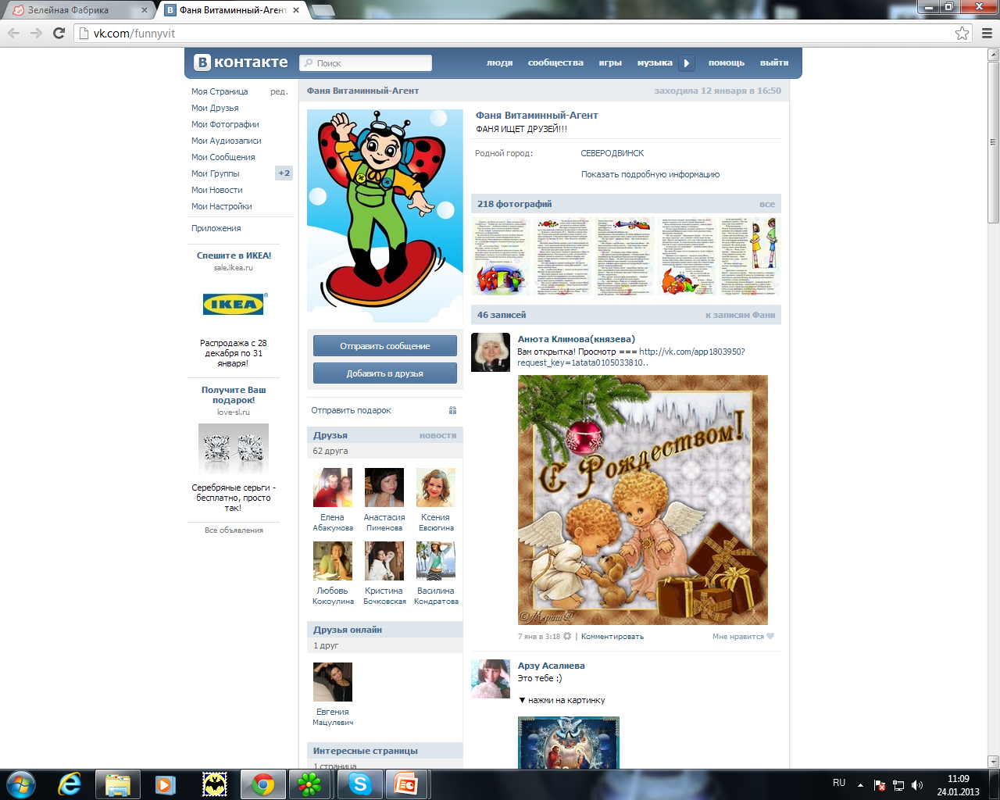 Зелейная Фабрика
Фаня Витаминный-Агент
vk.com/funnyvit
В контакте
Поиск
люди сообщества игры музыка помощь выйти
Моя Страница ред.
Мои Друзья
Мои Фотографии
Мои Аудиозаписи
Мои Сообщения
Мои Группы +2
Мои Новости
Мои Настройки
Приложения
Спешите в ИКЕА!
sale.ikea.ru
IKEA
Распродажа с 28
декабря по 31
января!
Получите Ваш
подарок!
love-sl.ru
Серебряные серьги -
бесплатно, просто
так!
Все объявления
Фаня Витаминный-Агент заходила 12 января в 16:50
Отправить сообщение
Добавить в друзья
Отправить подарок
Друзья новости
62 друга
Елена
Абакумова
Анастасия
Пименова
Ксения
Евсюгина
Любовь
Кокоулина
Кристина
Бочковская
Василина
Кондратова
Друзья онлайн
1 друг
Евгения
Мацулевич
Интересные страницы
1 страница
Фаня Витаминный-Агент
ФАНЯ ИЩЕТ ДРУЗЕЙ!!!
Родной город: СЕВЕРОДВИНСК
Показать подробную информацию
218 фотографий все
46 записей к записям Фани
Анюта Климова(князева)
Вам открытка! Просмотр === http://vk.com/app1803950?
request_key=1atata0105033810..
С Рождеством!
7 янв в 3:18 | Комментировать Мне нравится
Арзу Асалиева
Это тебе :)
▼ нажми на картинку
RU
11:09
24.01.2013